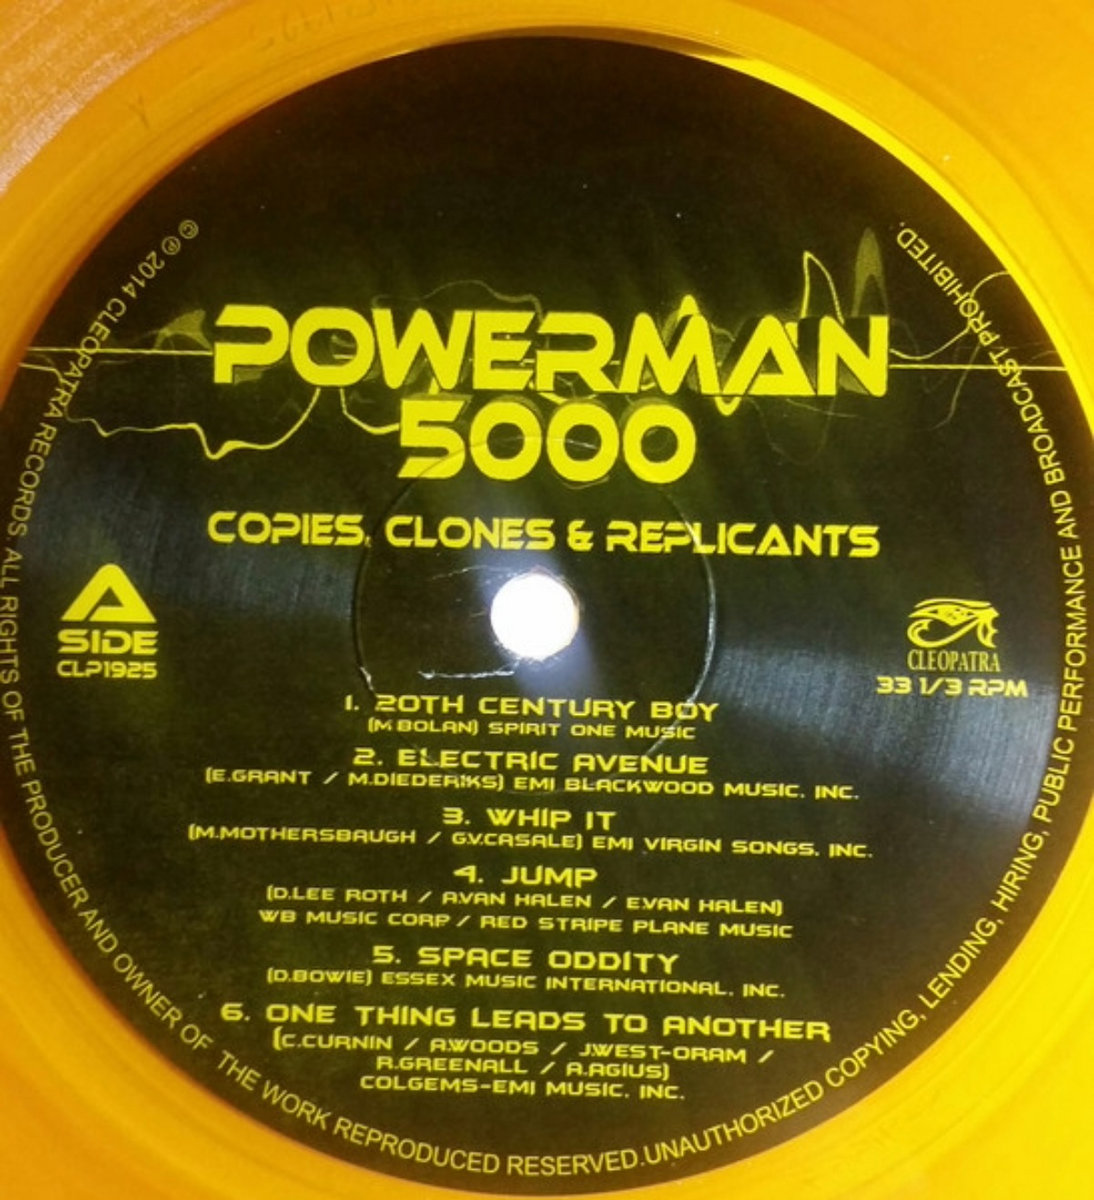 POWERMAN
5000
COPIES, CLONES & REPLICANTS
A
SIDE
CLP1925
CLEOPATRA
33 1/3 RPM
1. 20TH CENTURY BOY
(M BOLAN) SPIRIT ONE MUSIC
2. ELECTRIC AVENUE
(E.GRANT / M.DIEDERIKS) EMI BLACKWOOD MUSIC, INC.
3. WHIP IT
(M.MOTHERSBAUGH / G.V.CASALE) EMI VIRGIN SONGS, INC.
4. JUMP
(D.LEE ROTH / A.VAN HALEN / E.VAN HALEN)
WB MUSIC CORP / RED STRIPE PLANE MUSIC
5. SPACE ODDITY
(D.BOWIE) ESSEX MUSIC INTERNATIONAL, INC.
6. ONE THING LEADS TO ANOTHER
(C.CURNIN / A.WOODS / J.WEST-ORAM /
R.GREENALL / A.AGIUS)
COLGEMS-EMI MUSIC, INC.
© ℗ 2014 CLEOPATRA RECORDS. ALL RIGHTS OF THE PRODUCER AND OWNER OF THE WORK REPRODUCED RESERVED. UNAUTHORIZED COPYING, LENDING, HIRING, PUBLIC PERFORMANCE AND BROADCAST PROHIBITED.